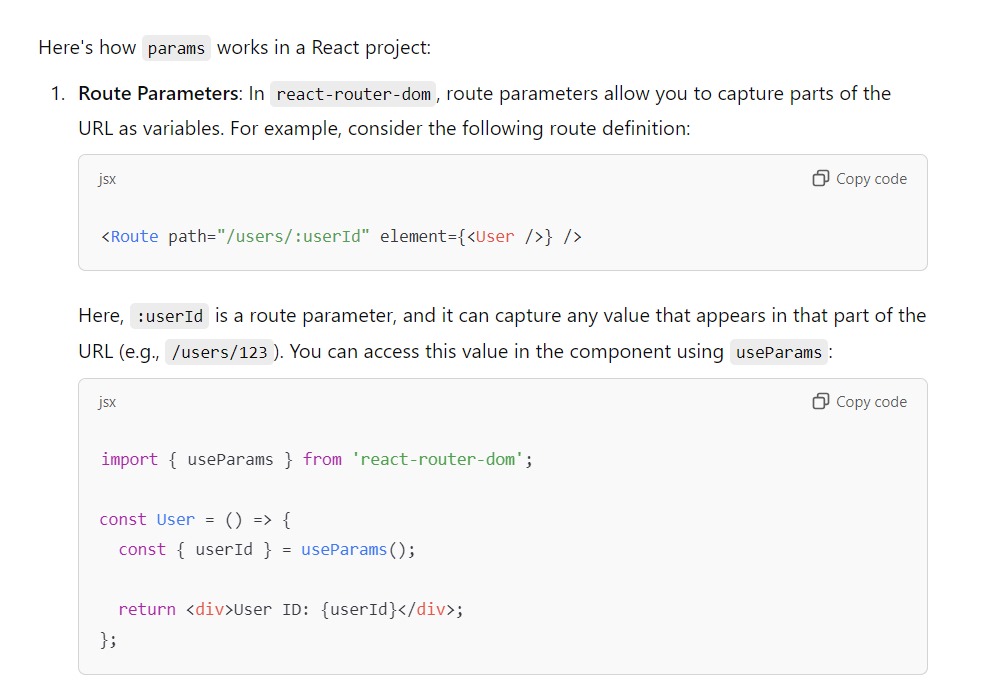 Here's how params works in a React project:
1. Route Parameters: In react-router-dom, route parameters allow you to capture parts of the
URL as variables. For example, consider the following route definition:
jsx
Copy code
<Route path="/users/:userId" element={<User />} />
Here, :userId is a route parameter, and it can capture any value that appears in that part of the
URL (e.g., /users/123). You can access this value in the component using useParams:
jsx
Copy code
import { useParams } from 'react-router-dom';
const User = () => {
const { userId } = useParams();
return <div>User ID: {userId}</div>;
};